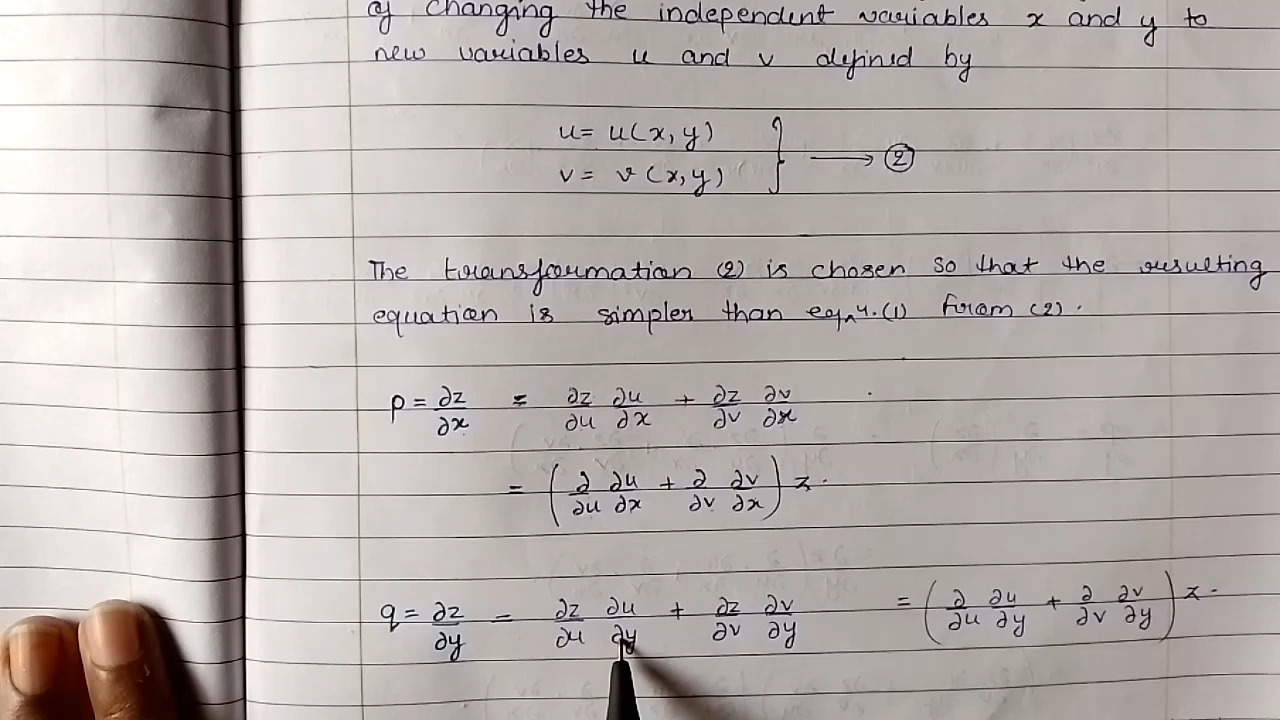 of changing the independent variables x and y to
new variables u and v defined by
u = u(x, y)
v = v(x, y) } → ②
The transformation (2) is chosen so that the resulting
equation is simpler than eqn. (1) from (2).
p = ∂z/∂x = ∂z/∂u ∂u/∂x + ∂z/∂v ∂v/∂x
= (∂/∂u ∂u/∂x + ∂/∂v ∂v/∂x) z.
q = ∂z/∂y = ∂z/∂u ∂u/∂y + ∂z/∂v ∂v/∂y = (∂/∂u ∂u/∂y + ∂/∂v ∂v/∂y) z.